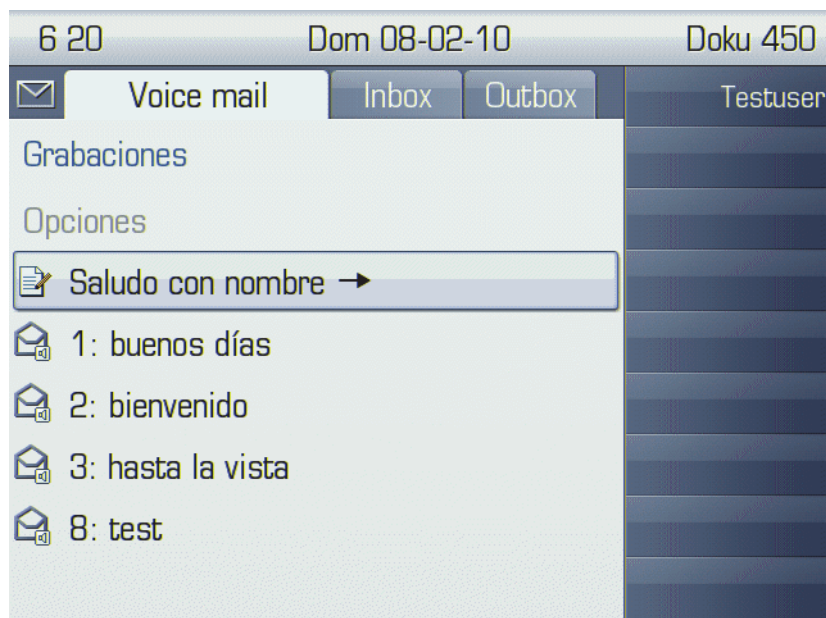 6 20 Dom 08-02-10 Doku 450
Voice mail Inbox Outbox Testuser
Grabaciones
Opciones
Saludo con nombre →
1: buenos días
2: bienvenido
3: hasta la vista
8: test